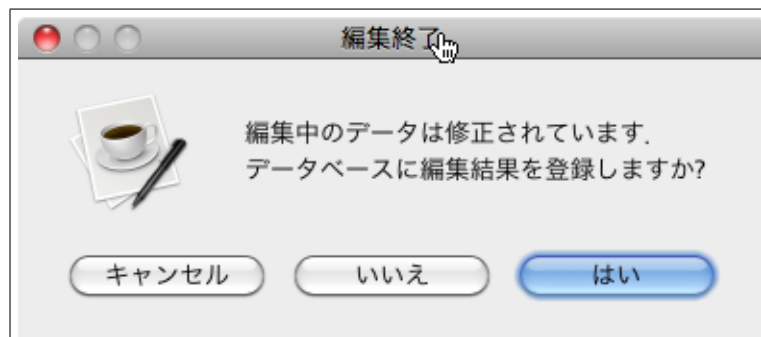 編集終了
編集中のデータは修正されています.
データベースに編集結果を登録しますか?
キャンセル
いいえ
はい